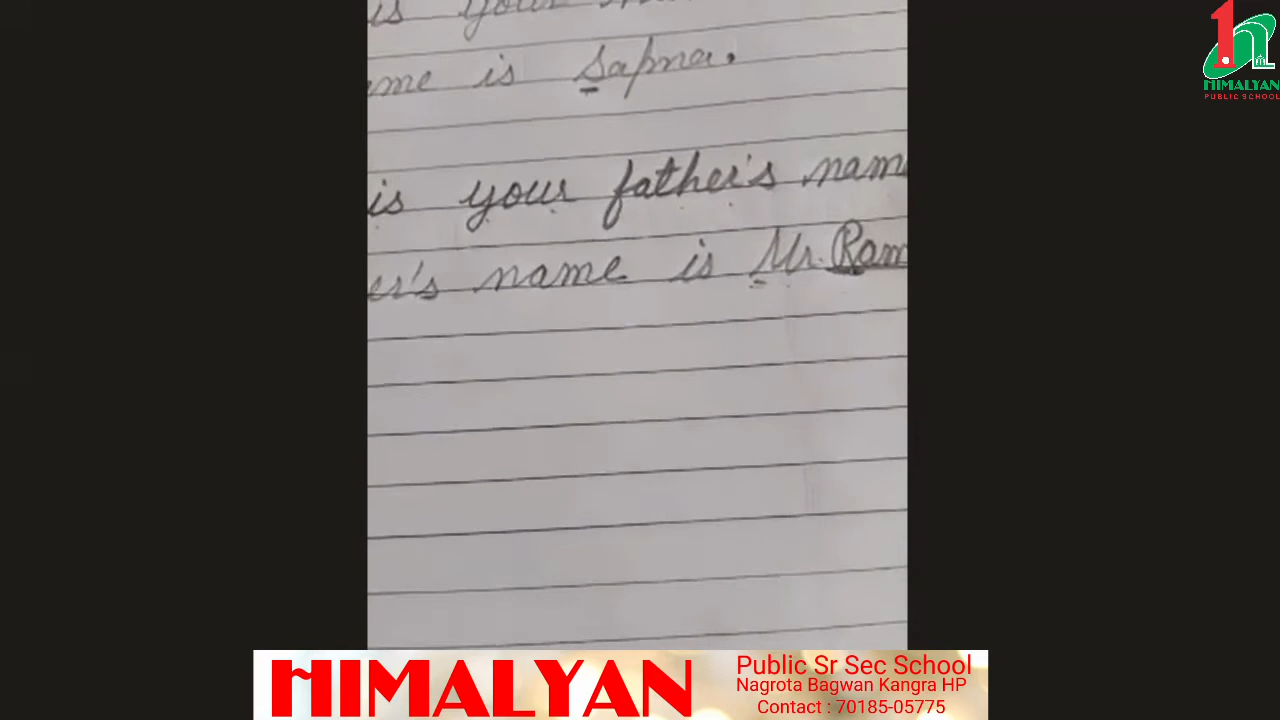 is your
ame is Sapna.
is your father's nam
er's name is Mr. Ram
HIMALYAN
PUBLIC SCHOOL
HIMALYAN
Public Sr Sec School
Nagrota Bagwan Kangra HP
Contact : 70185-05775